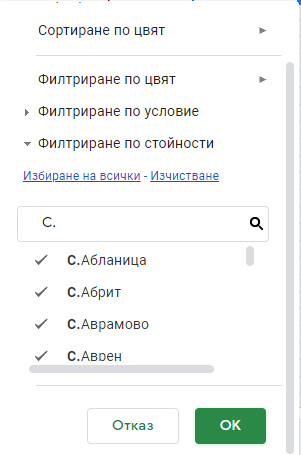 Сортиране по цвят
Филтриране по цвят
Филтриране по условие
Филтриране по стойности
Избиране на всички - Изчистване
С.
С.Абланица
С.Абрит
С.Аврамово
С.Аврен
Отказ
OK